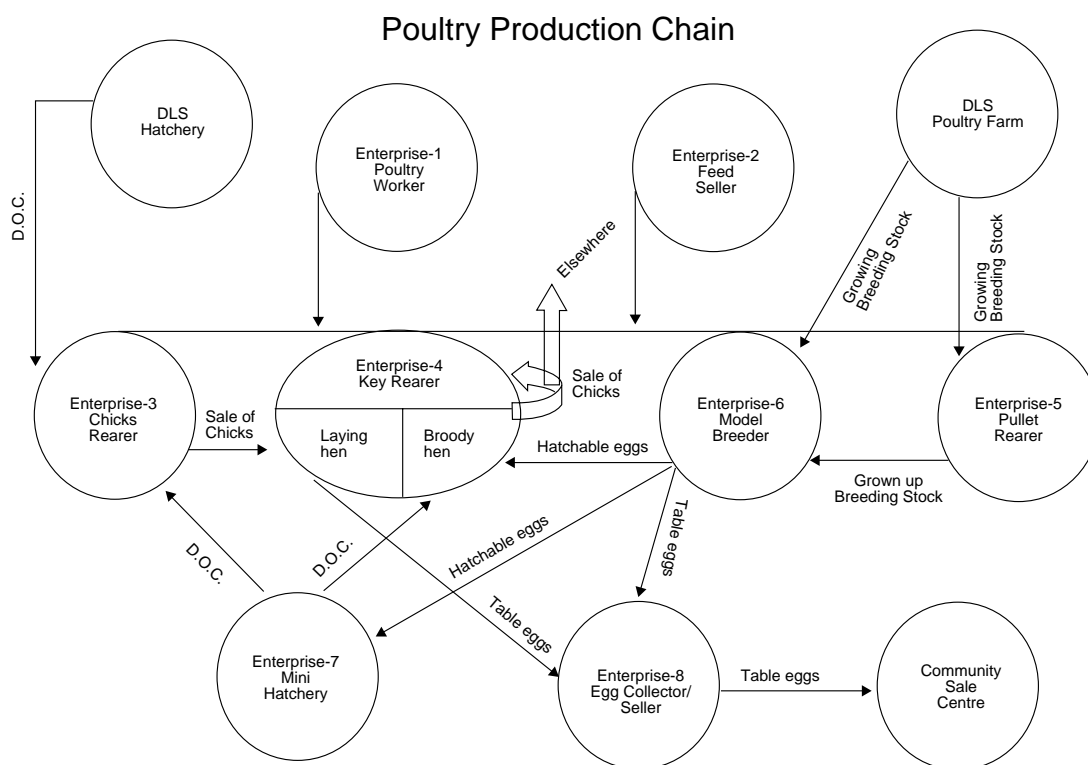 Poultry Production Chain
DLS
Hatchery
Enterprise-1
Poultry
Worker
Enterprise-2
Feed
Seller
DLS
Poultry Farm
D.O.C.
Elsewhere
Growing
Breeding Stock
Growing
Breeding Stock
Enterprise-3
Chicks
Rearer
Sale of
Chicks
Enterprise-4
Key Rearer
Laying
hen
Broody
hen
Sale of
Chicks
Hatchable eggs
Enterprise-6
Model
Breeder
Grown up
Breeding Stock
Enterprise-5
Pullet
Rearer
D.O.C.
D.O.C.
Hatchable eggs
Table eggs
Table eggs
Enterprise-7
Mini
Hatchery
Enterprise-8
Egg Collector/
Seller
Table eggs
Community
Sale
Centre